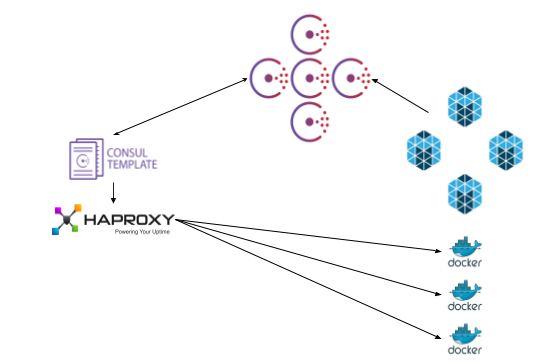 CONSUL
TEMPLATE
HAPROXY
Powering Your Uptime
docker
docker
docker